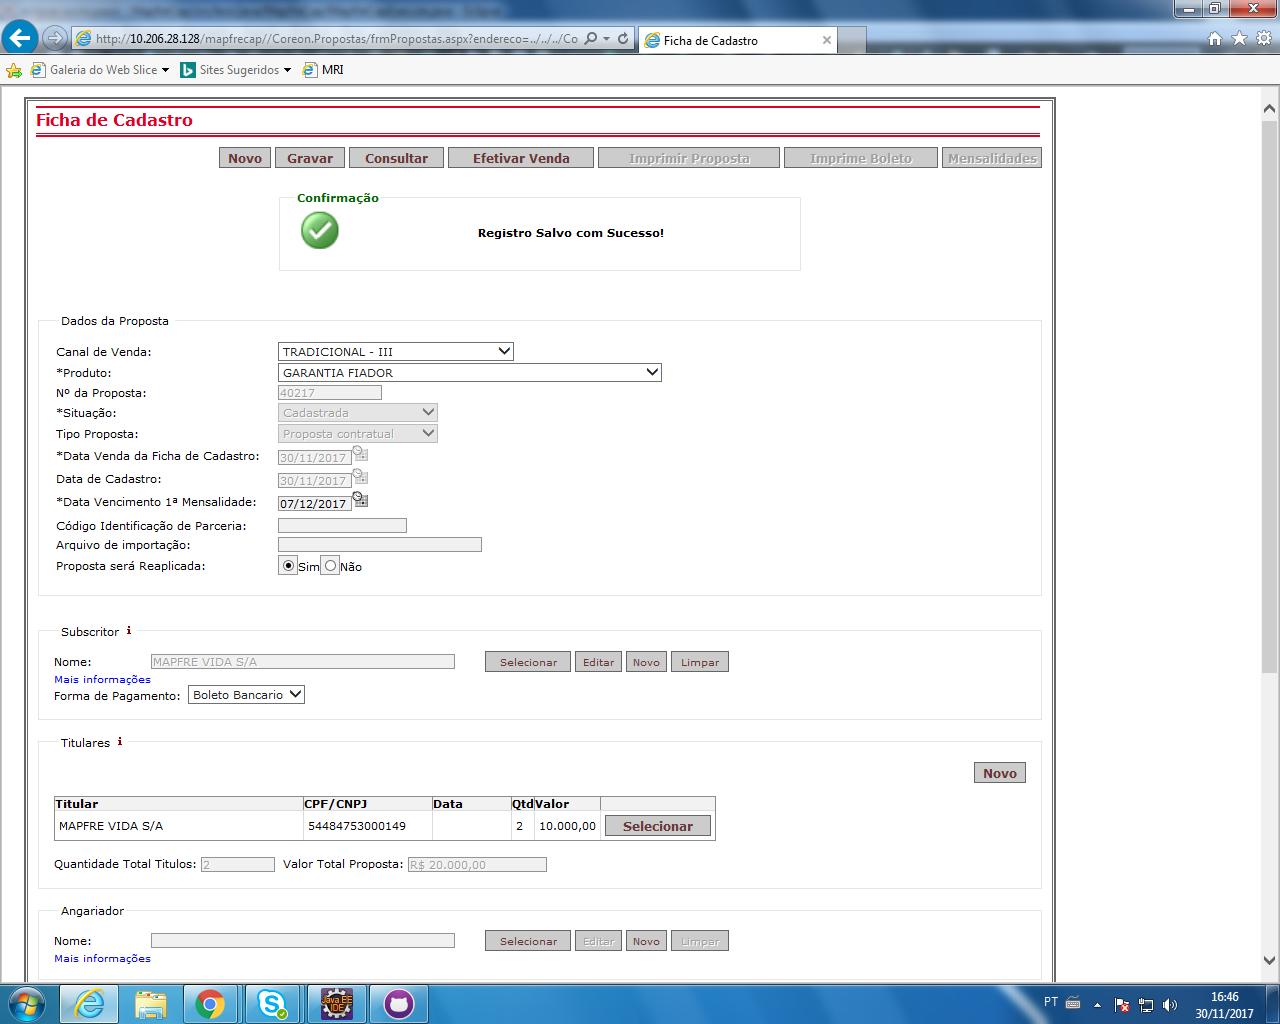 http://10.206.28.128/mapfrecap//Coreon.Propostas/frmPropostas.aspx?endereco=../../../Co
Ficha de Cadastro
Galeria do Web Slice
Sites Sugeridos
MRI
Ficha de Cadastro
Novo Gravar Consultar Efetivar Venda Imprimir Proposta Imprime Boleto Mensalidades
Confirmação
Registro Salvo com Sucesso!
Dados da Proposta
Canal de Venda: TRADICIONAL - III
*Produto: GARANTIA FIADOR
Nº da Proposta: 40217
*Situação: Cadastrada
Tipo Proposta: Proposta contratual
*Data Venda da Ficha de Cadastro: 30/11/2017
Data de Cadastro: 30/11/2017
*Data Vencimento 1ª Mensalidade: 07/12/2017
Código Identificação de Parceria:
Arquivo de importação:
Proposta será Reaplicada: Sim Não
Subscritor i
Nome: MAPFRE VIDA S/A Selecionar Editar Novo Limpar
Mais informações
Forma de Pagamento: Boleto Bancario
Titulares i
Novo
Titular CPF/CNPJ Data Qtd Valor
MAPFRE VIDA S/A 54484753000149 2 10.000,00 Selecionar
Quantidade Total Titulos: 2 Valor Total Proposta: R$ 20.000,00
Angariador
Nome: Selecionar Editar Novo Limpar
Mais informações
Java EE
IDE
PT
16:46
30/11/2017